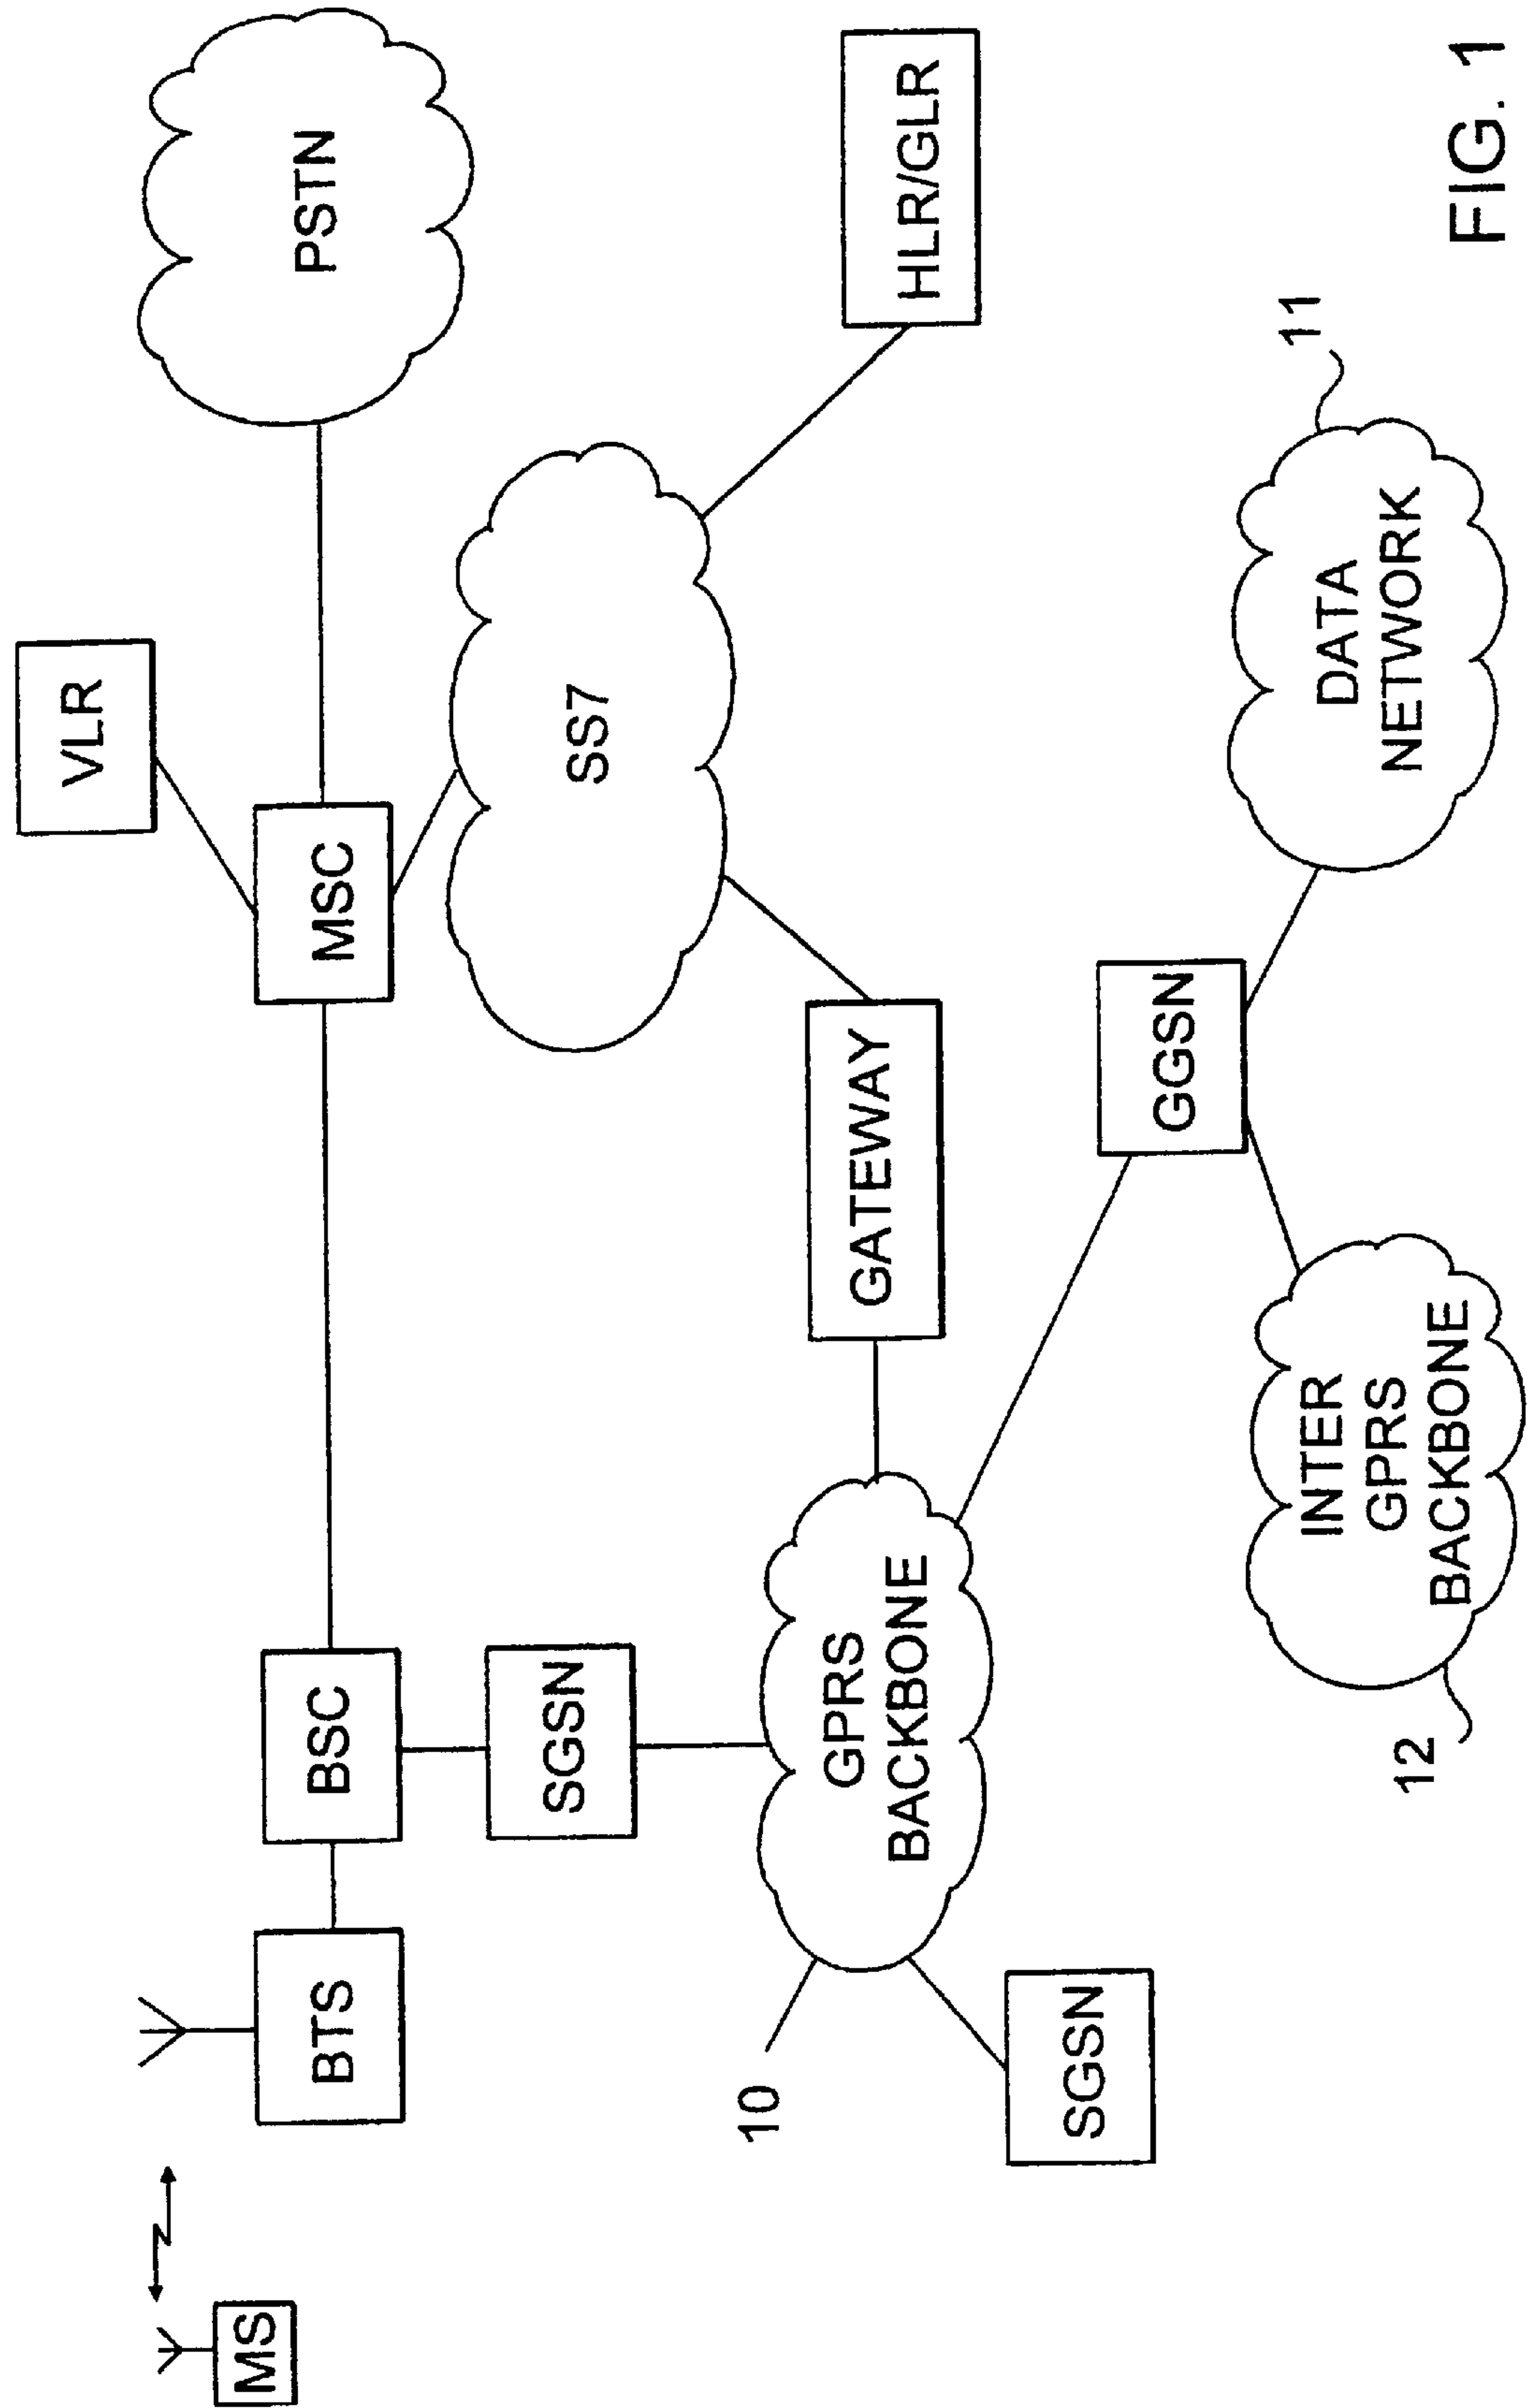 VLR
MS
BTS
BSC
MSC
PSTN
SGSN
SS7
10
GPRS
BACKBONE
GATEWAY
HLR/GLR
SGSN
GGSN
12
INTER
GPRS
BACKBONE
DATA
NETWORK
11
FIG. 1